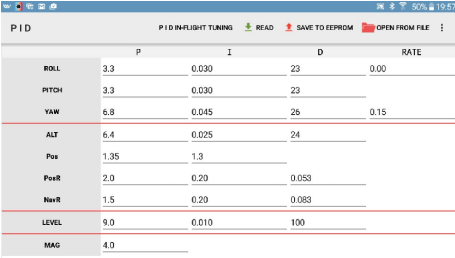 50% 19:57
PID PID IN-FLIGHT TUNING READ SAVE TO EEPROM OPEN FROM FILE
P I D RATE
ROLL 3.3 0.030 23 0.00
PITCH 3.3 0.030 23
YAW 6.8 0.045 26 0.15
ALT 6.4 0.025 24
Pos 1.35 1.3
PosR 2.0 0.20 0.053
NavR 1.5 0.20 0.083
LEVEL 9.0 0.010 100
MAG 4.0